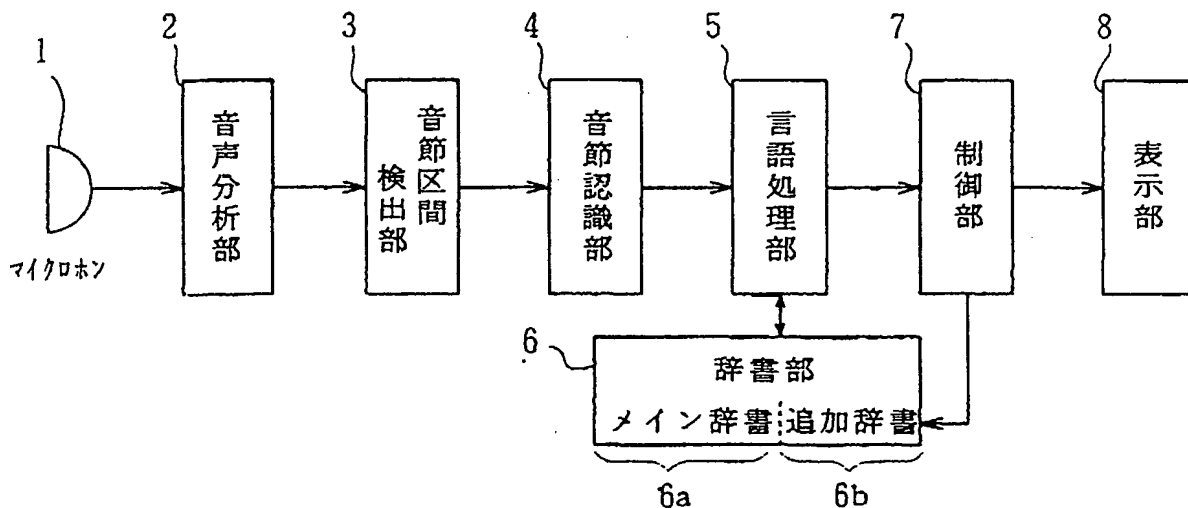 1
2
3
4
5
7
8
マイクロホン
音声分析部
音節区間
検出部
音節認識部
言語処理部
制御部
表示部
6
辞書部
メイン辞書
追加辞書
6a
6b